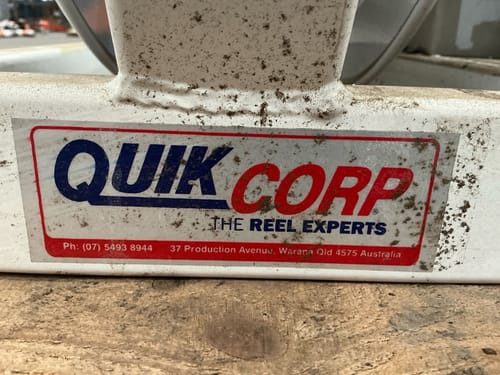 QUIK CORP
THE REEL EXPERTS
Ph: (07) 5493 8944 37 Production Avenue, Warana Qld 4575 Australia